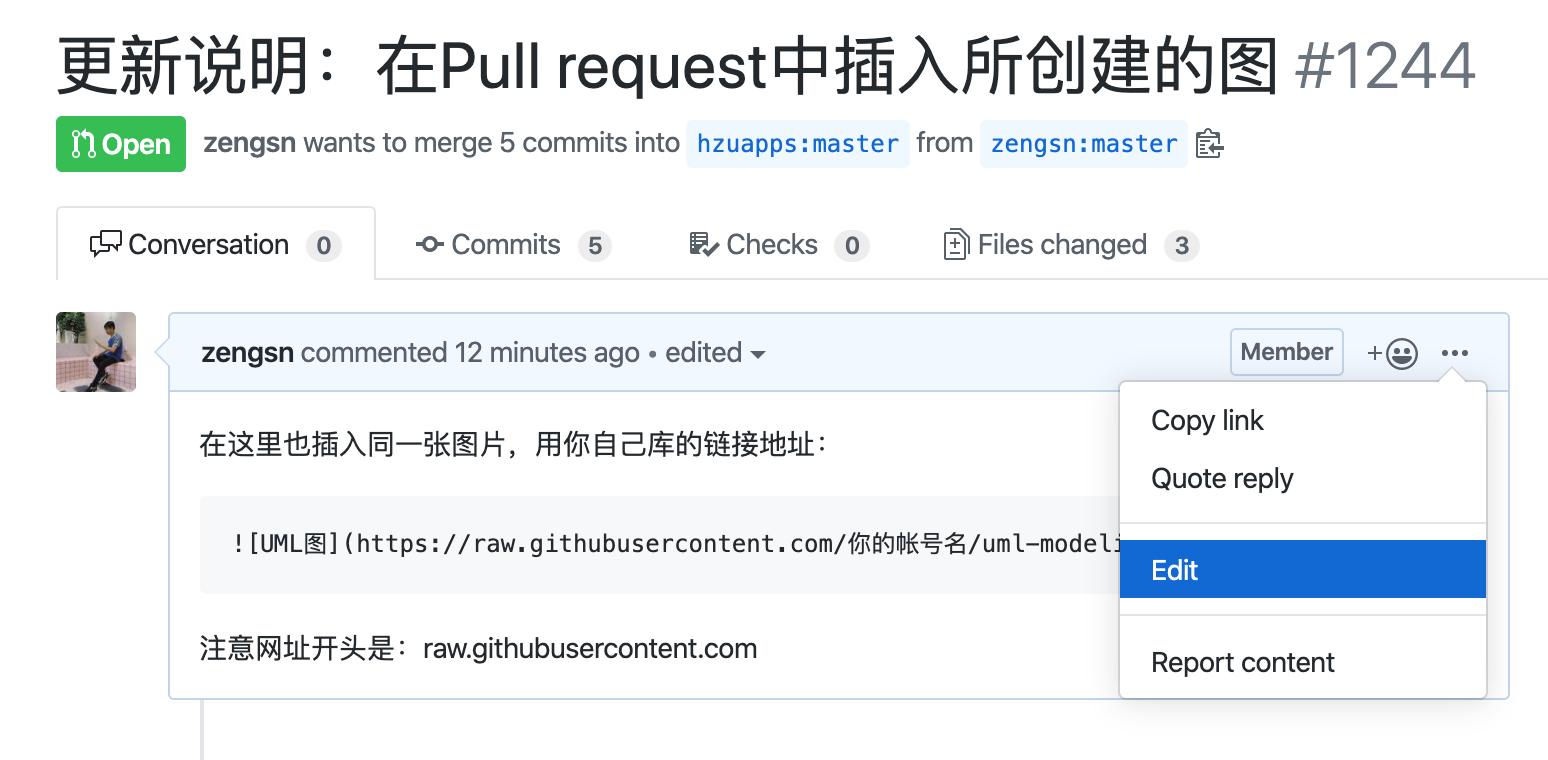 更新说明：在Pull request中插入所创建的图 #1244
Open zengsn wants to merge 5 commits into hzuapps:master from zengsn:master
Conversation 0 Commits 5 Checks 0 Files changed 3
zengsn commented 12 minutes ago • edited Member
Copy link
在这里也插入同一张图片，用你自己库的链接地址：
Quote reply
![UML图](https://raw.githubusercontent.com/你的帐号名/uml-modeli
Edit
注意网址开头是：raw.githubusercontent.com
Report content